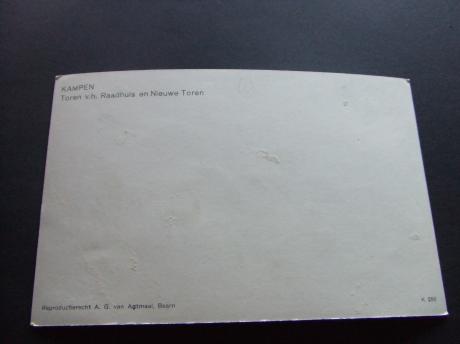 KAMPEN
Toren v.h. Raadhuis en Nieuwe Toren
Reproductierecht A. G. van Agtmaal, Baarn
K